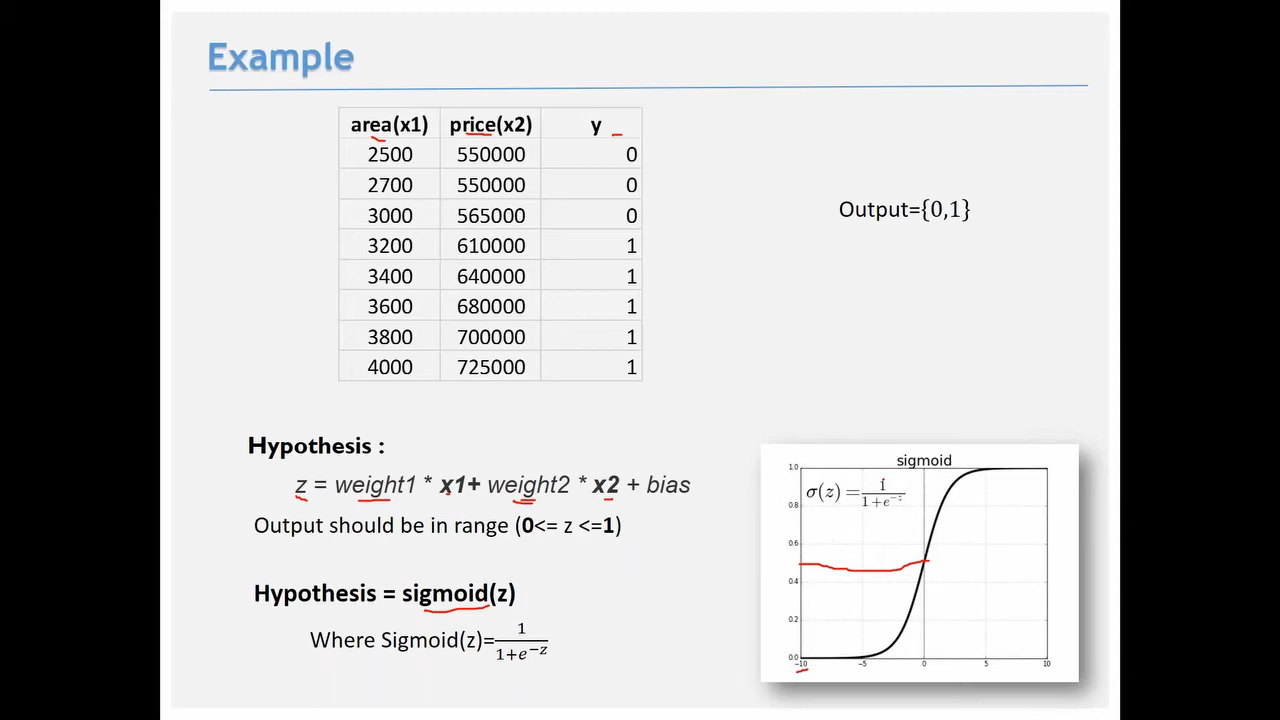 Example
area(x1) price(x2) y
2500 550000 0
2700 550000 0
3000 565000 0
3200 610000 1
3400 640000 1
3600 680000 1
3800 700000 1
4000 725000 1
Output={0,1}
Hypothesis :
z = weight1 * x1+ weight2 * x2 + bias
Output should be in range (0<= z <=1)
Hypothesis = sigmoid(z)
Where Sigmoid(z)=1/(1+e^−z)
sigmoid
σ(z) = 1/(1+e^−z)
1.0
0.8
0.6
0.4
0.2
0.0
−10 −5 0 5 10